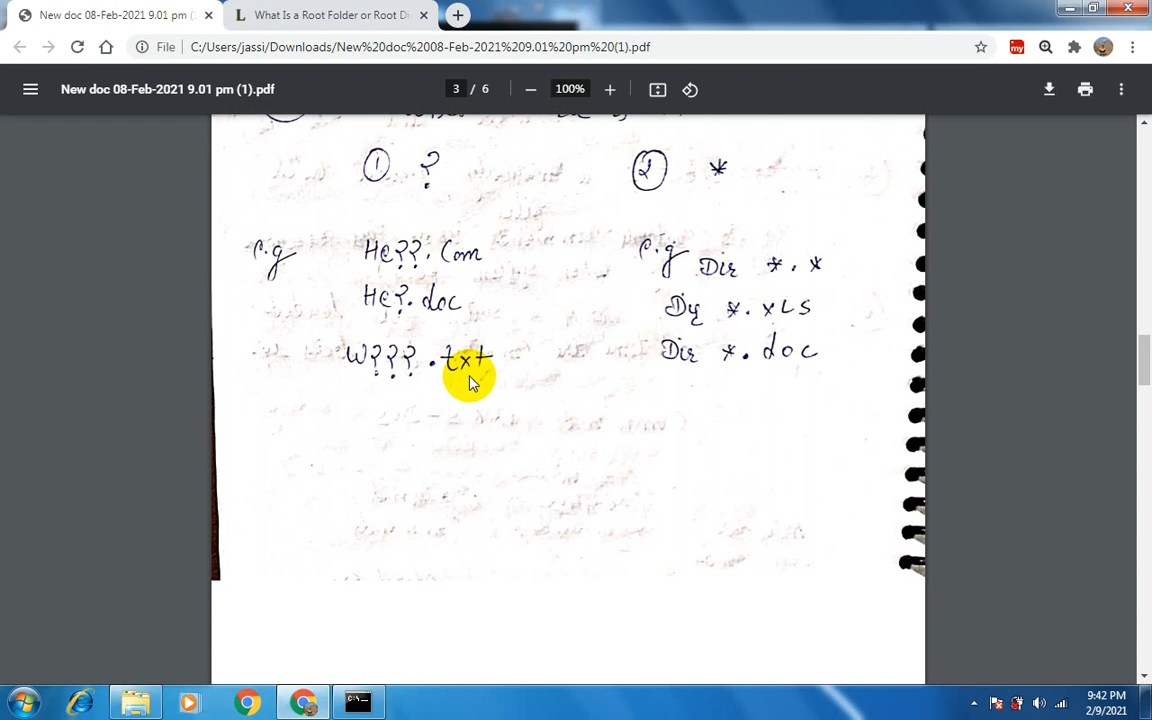 New doc 08-Feb-2021 9.01 pm (
What Is a Root Folder or Root Di
File
C:/Users/jassi/Downloads/New%20doc%2008-Feb-2021%209.01%20pm%20(1).pdf
my
New doc 08-Feb-2021 9.01 pm (1).pdf
3 / 6
100%
① ?
② *
e.g He??.Com
He?.doc
W???.txt
e.g Dir *.*
*.xLS
Dir *.doc
C:\.
9:42 PM
2/9/2021